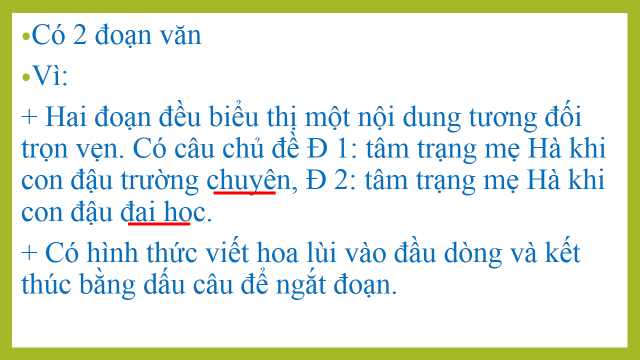 •Có 2 đoạn văn
•Vì:
+ Hai đoạn đều biểu thị một nội dung tương đối
trọn vẹn. Có câu chủ đề Đ 1: tâm trạng mẹ Hà khi
con đậu trường chuyên, Đ 2: tâm trạng mẹ Hà khi
con đậu đại học.
+ Có hình thức viết hoa lùi vào đầu dòng và kết
thúc bằng dấu câu để ngắt đoạn.